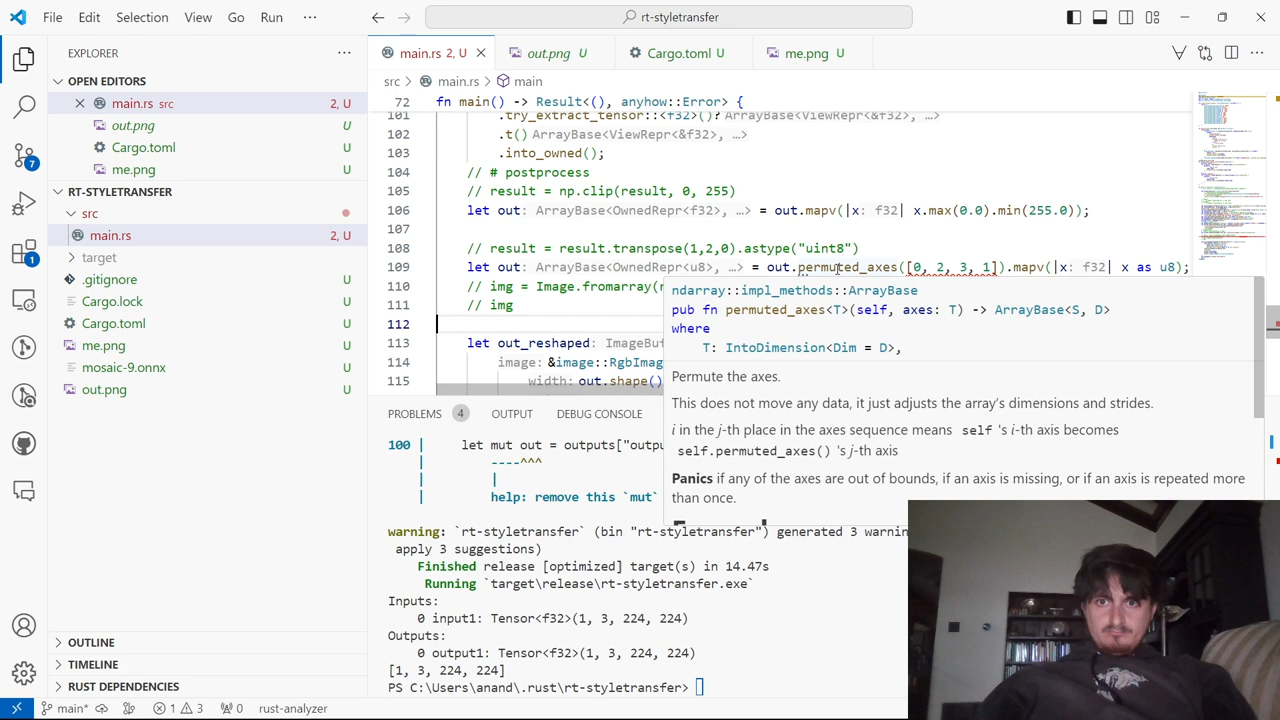 File Edit Selection View Go Run ··· rt-styletransfer
EXPLORER
main.rs 2, U
out.png U
Cargo.toml U
me.png U
OPEN EDITORS
src > main.rs > main
main.rs src 2, U
72 fn main() -> Result<(), anyhow::Error> {
out.png U
101 extract_tensor::<f32>()? ArrayBase<ViewRepr<&f32>, …>
102 .t() ArrayBase<ViewRepr<&f32>, …>
Cargo.toml U
103 _owned();
me.png U
104
RT-STYLETRANSFER
105 // result = np.clip(result, 0, 255)
src
106 let out: ArrayBase<OwnedRepr<f32>, …> = out.mapv(|x: f32| x.max(0.0).min(255.0));
main.rs 2, U
target
108
.gitignore U
109 let out: ArrayBase<OwnedRepr<u8>, …> = out.permuted_axes([0, 2, 3, 1]).mapv(|x: f32| x as u8);
Cargo.lock U
110 // img = Image.fromarray(
Cargo.toml U
111 // img
me.png U
112
mosaic-9.onnx U
113 let out_reshaped: ImageBuf
out.png U
114 image: &image::RgbImag
115 width: out.shape()
ndarray::impl_methods::ArrayBase
pub fn permuted_axes<T>(self, axes: T) -> ArrayBase<S, D>
where
T: IntoDimension<Dim = D>,
Permute the axes.
This does not move any data, it just adjusts the array's dimensions and strides.
i in the j-th place in the axes sequence means self 's i-th axis becomes
self.permuted_axes() 's j-th axis
Panics if any of the axes are out of bounds, if an axis is missing, or if an axis is repeated more
than once.
PROBLEMS 4 OUTPUT DEBUG CONSOLE
100 | let mut out = outputs["outpu
| ----^^^
| |
| help: remove this `mut`
warning: `rt-styletransfer` (bin "rt-styletransfer") generated 3 warnin
apply 3 suggestions)
Finished release [optimized] target(s) in 14.47s
Running `target\release\rt-styletransfer.exe`
Inputs:
0 input1: Tensor<f32>(1, 3, 224, 224)
Outputs:
0 output1: Tensor<f32>(1, 3, 224, 224)
[1, 3, 224, 224]
PS C:\Users\anand\.rust\rt-styletransfer>
OUTLINE
TIMELINE
RUST DEPENDENCIES
7
1
main* 1 3 0 rust-analyzer